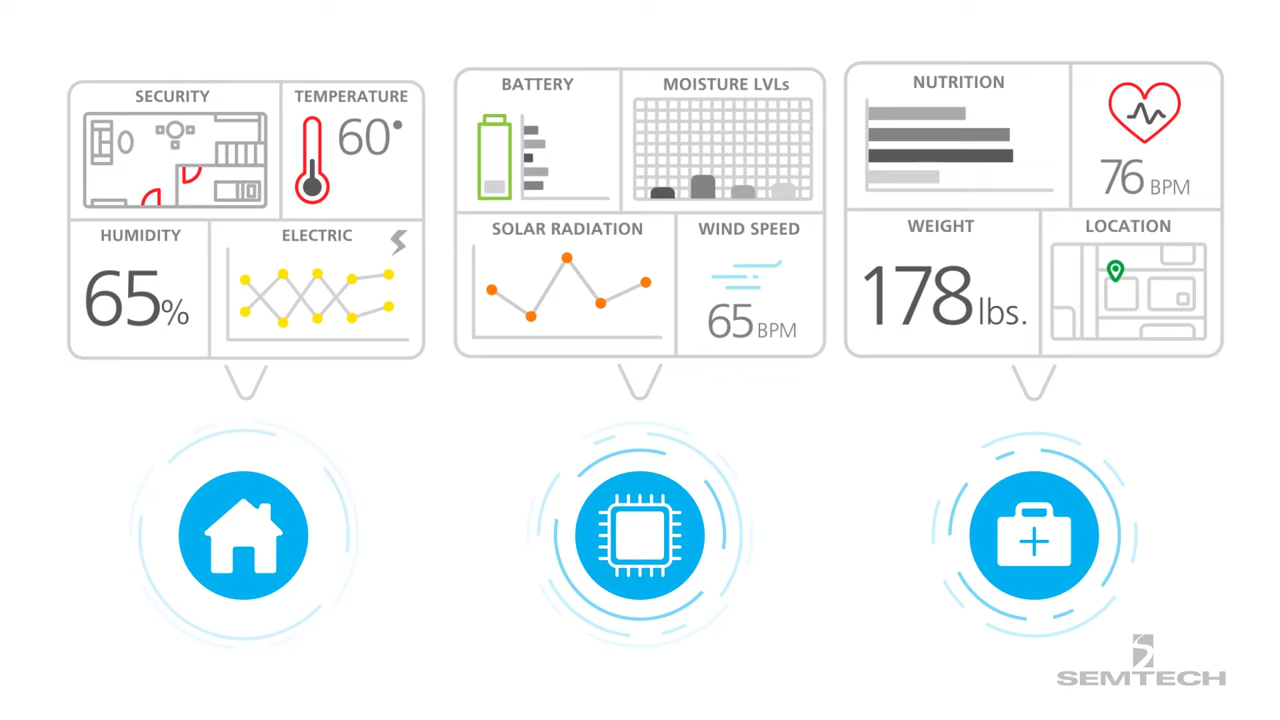 SECURITY
TEMPERATURE
60°
HUMIDITY
65%
ELECTRIC
BATTERY
MOISTURE LVLs
SOLAR RADIATION
WIND SPEED
65 BPM
NUTRITION
76 BPM
WEIGHT
178 lbs.
LOCATION
SEMTECH